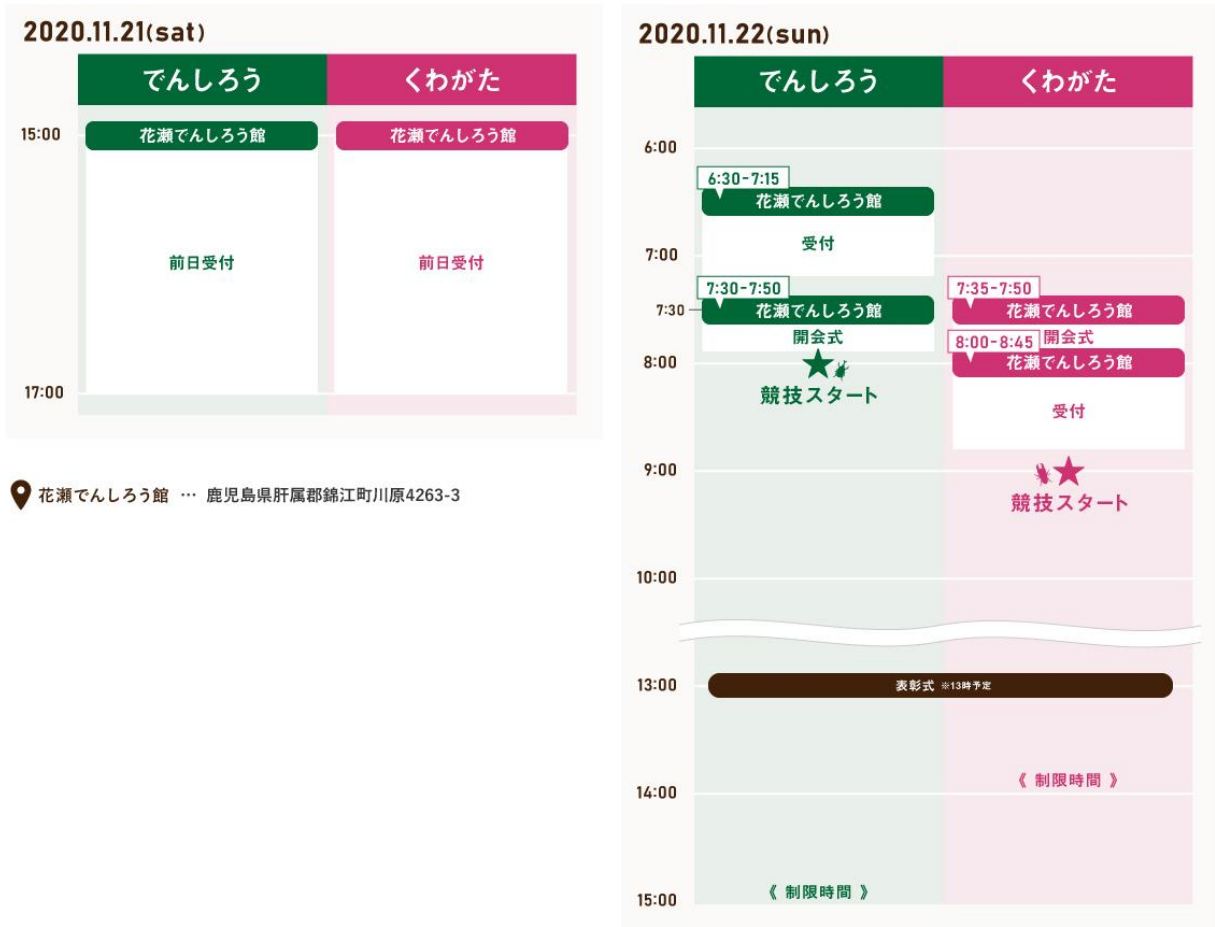 2020.11.21(sat)
でんしろう
くわがた
15:00
花瀬でんしろう館
花瀬でんしろう館
前日受付
前日受付
17:00
花瀬でんしろう館 … 鹿児島県肝属郡錦江町川原4263-3
2020.11.22(sun)
でんしろう
くわがた
6:00
6:30-7:15
花瀬でんしろう館
受付
7:00
7:30-7:50
7:35-7:50
7:30
花瀬でんしろう館
花瀬でんしろう館
開会式
開会式
8:00-8:45
8:00
花瀬でんしろう館
競技スタート
受付
9:00
競技スタート
10:00
13:00
表彰式 ※13時予定
《 制限時間 》
14:00
《 制限時間 》
15:00